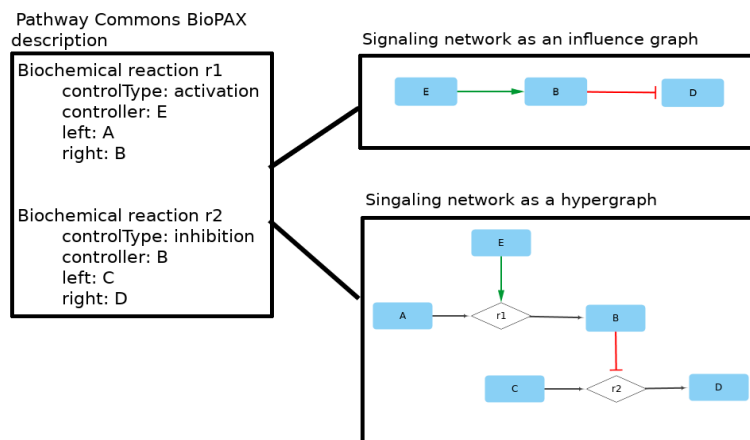 Pathway Commons BioPAX
description
Biochemical reaction r1
controlType: activation
controller: E
left: A
right: B
Biochemical reaction r2
controlType: inhibition
controller: B
left: C
right: D
Signaling network as an influence graph
E
B
D
Singaling network as a hypergraph
E
A
r1
B
C
r2
D